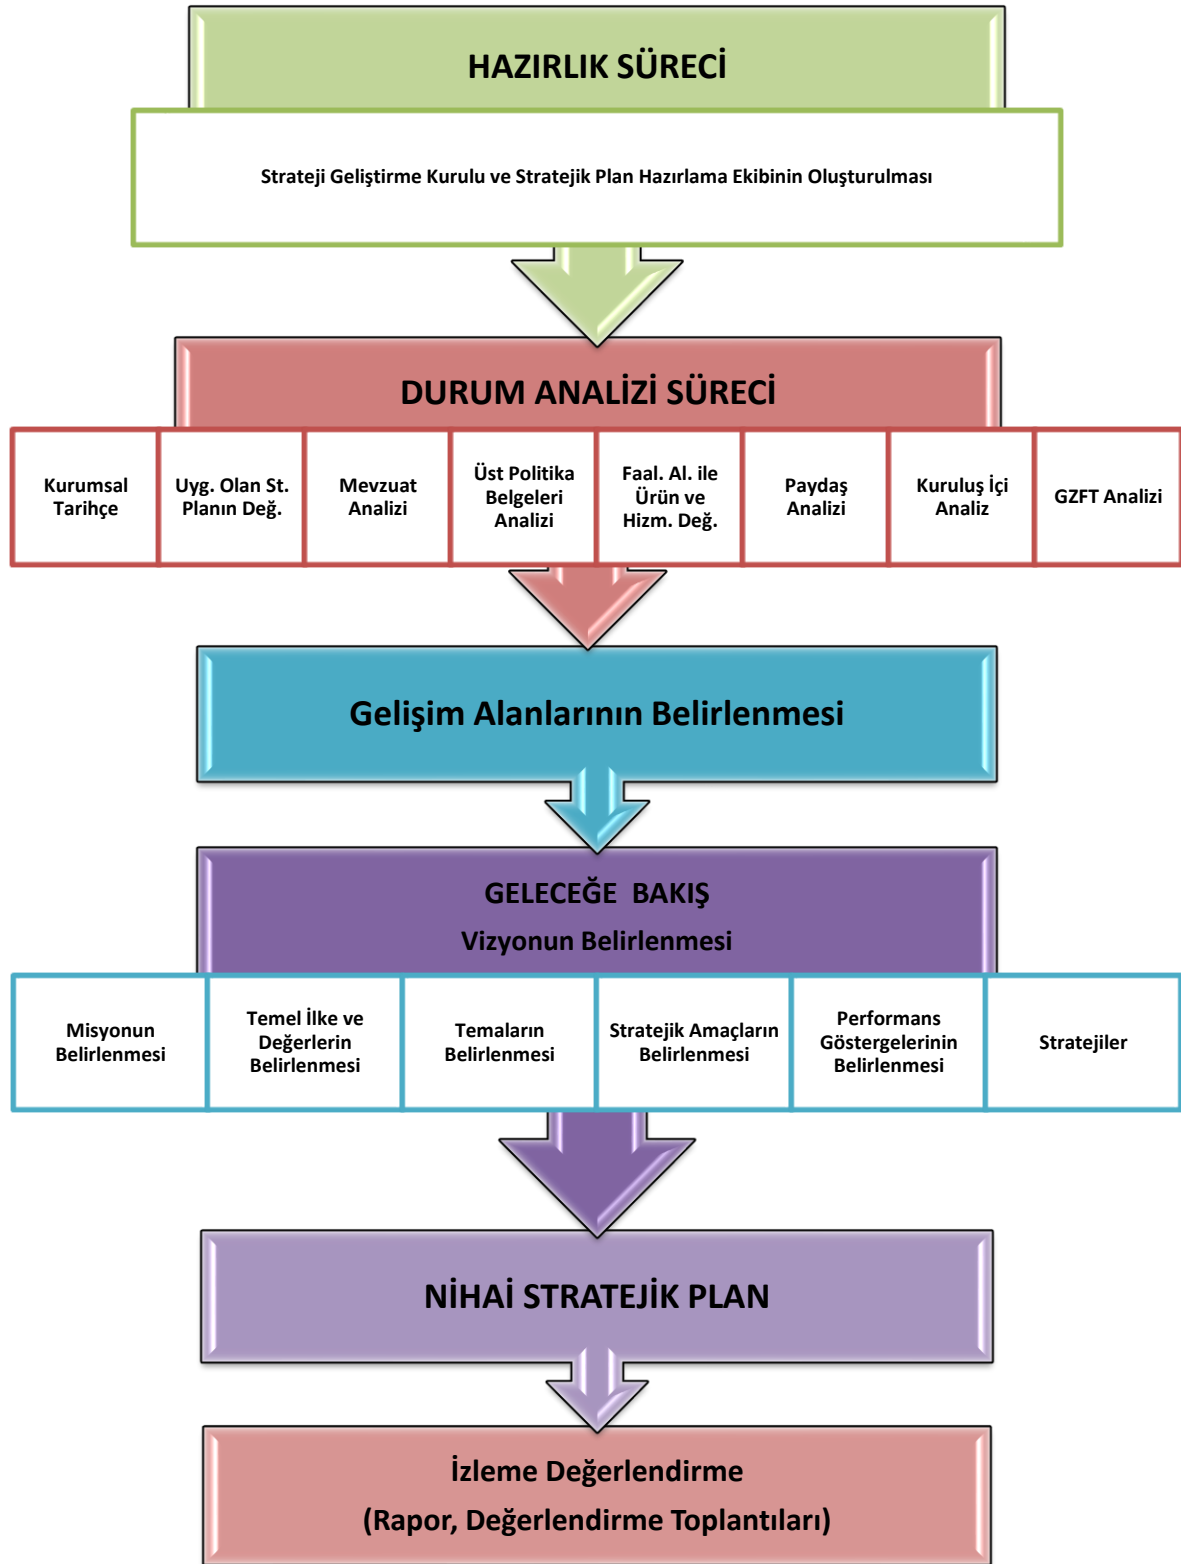 HAZIRLIK SÜRECİ
Strateji Geliştirme Kurulu ve Stratejik Plan Hazırlama Ekibinin Oluşturulması
DURUM ANALİZİ SÜRECİ
Kurumsal
Tarihçe
Uyg. Olan St.
Planın Değ.
Mevzuat
Analizi
Üst Politika
Belgeleri
Analizi
Faal. Al. ile
Ürün ve
Hizm. Değ.
Paydaş
Analizi
Kuruluş İçi
Analiz
GZFT Analizi
Gelişim Alanlarının Belirlenmesi
GELECEĞE BAKIŞ
Vizyonun Belirlenmesi
Misyonun
Belirlenmesi
Temel İlke ve
Değerlerin
Belirlenmesi
Temaların
Belirlenmesi
Stratejik Amaçların
Belirlenmesi
Performans
Göstergelerinin
Belirlenmesi
Stratejiler
NİHAİ STRATEJİK PLAN
İzleme Değerlendirme
(Rapor, Değerlendirme Toplantıları)